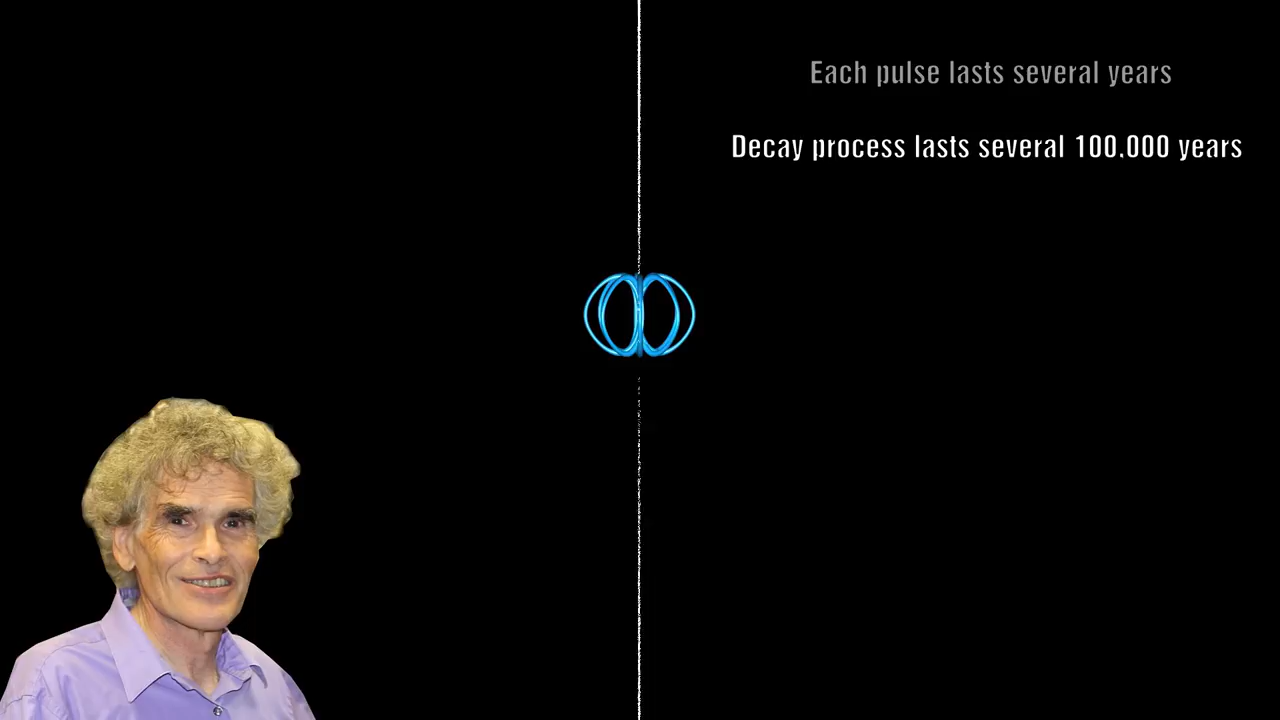 Each pulse lasts several years
Decay process lasts several 100.000 years